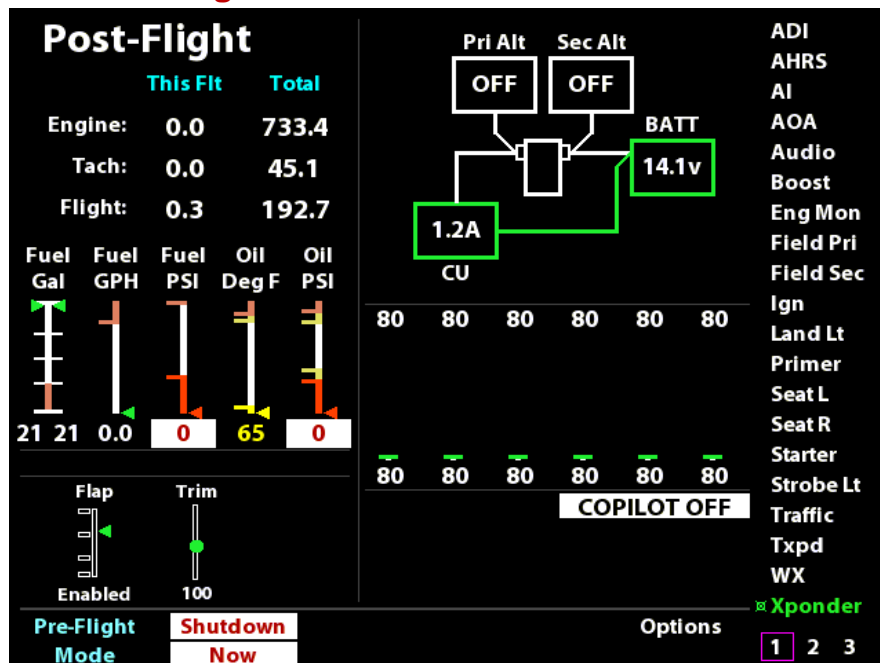 Post-Flight
This Flt Total
Engine: 0.0 733.4
Tach: 0.0 45.1
Flight: 0.3 192.7
Fuel Fuel Fuel Oil Oil
Gal GPH PSI Deg F PSI
21 21 0.0 0 65 0
Flap Trim
Enabled 100
Pre-Flight Shutdown
Mode Now
Pri Alt Sec Alt
OFF OFF
BATT
14.1v
1.2A
CU
80 80 80 80 80 80
80 80 80 80 80 80
COPILOT OFF
Options
ADI
AHRS
AI
AOA
Audio
Boost
Eng Mon
Field Pri
Field Sec
Ign
Land Lt
Primer
Seat L
Seat R
Starter
Strobe Lt
Traffic
Txpd
WX
Xponder
1 2 3